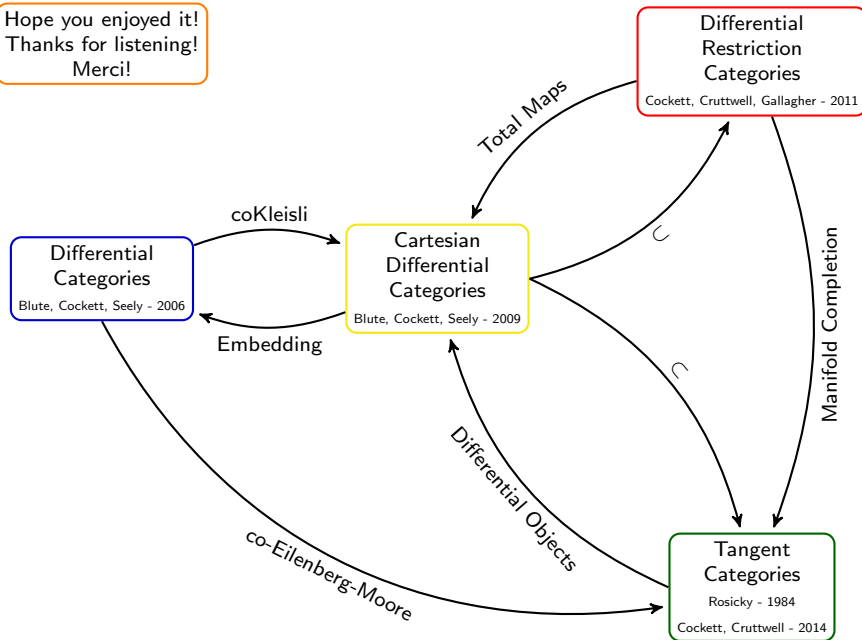 Hope you enjoyed it!
Thanks for listening!
Merci!
Differential
Restriction
Categories
Cockett, Cruttwell, Gallagher - 2011
Total Maps
coKleisli
Differential
Categories
Blute, Cockett, Seely - 2006
Cartesian
Differential
Categories
Blute, Cockett, Seely - 2009
⊂
Embedding
⊂
Manifold Completion
Differential Objects
co-Eilenberg-Moore
Tangent
Categories
Rosicky - 1984
Cockett, Cruttwell - 2014